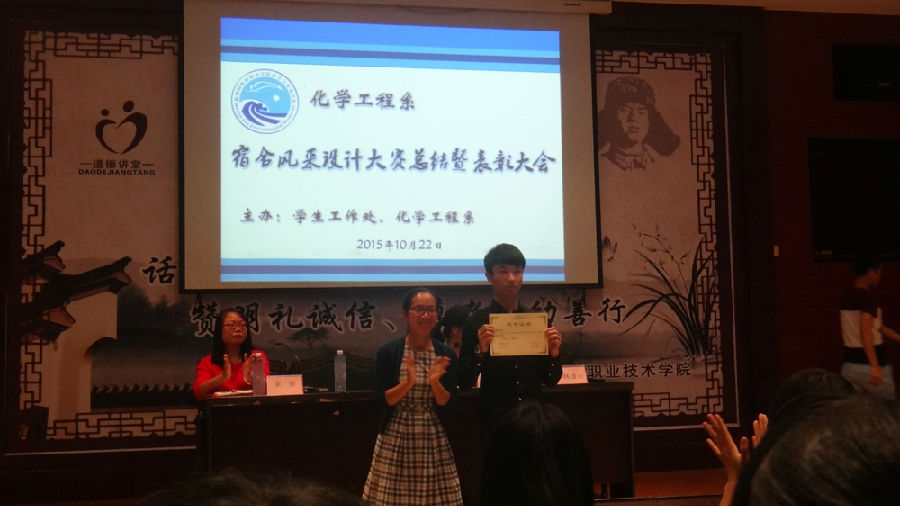 化学工程系
宿舍风采设计大赛总结暨表彰大会
主办：学生工作处、化学工程系
2015年10月22日
道德讲堂
DAODEJIANGTANG
话
赞明礼诚信、
善行
职业技术学院